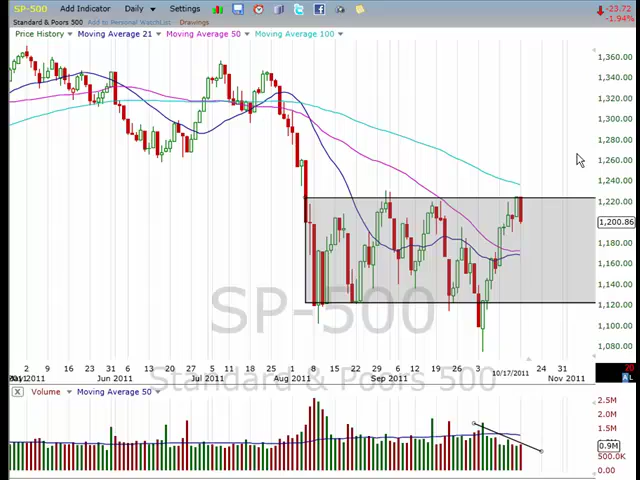 SP-500 Add Indicator Daily Settings -23.72
Standard & Poors 500 Add to Personal WatchList Drawings -1.94%
Price History Moving Average 21 Moving Average 50 Moving Average 100
1,360.00
1,340.00
1,320.00
1,300.00
1,280.00
1,260.00
1,240.00
1,220.00
1,200.86
1,180.00
1,160.00
1,140.00
1,120.00
1,100.00
1,080.00
SP-500
Standard & Poors 500
2 9 16 23 31 6 13 20 27 5 11 18 25 8 15 22 29 6 12 19 26 3 10/17/2011 24 31
2011 Jun 2011 Jul 2011 Aug 2011 Sep 2011 Nov 2011
20
A L
X Volume Moving Average 50
2.5M
2.0M
1.5M
0.9M
500.0K
0.00